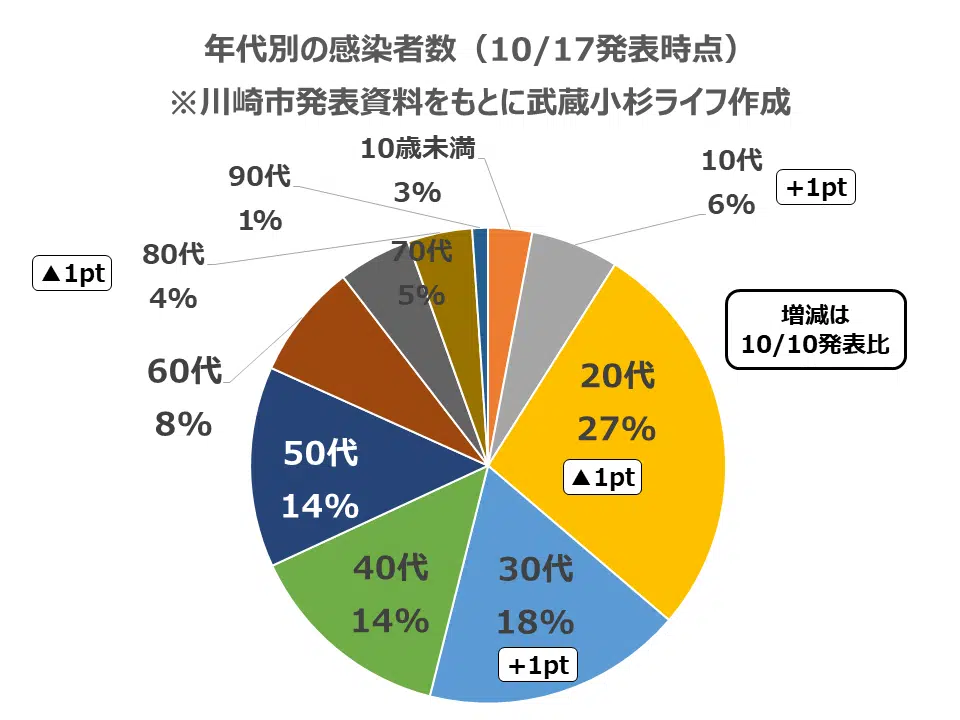 年代別の感染者数（10/17発表時点）
※川崎市発表資料をもとに武蔵小杉ライフ作成
10歳未満
3%
10代
6%
+1pt
90代
1%
80代
4%
▲1pt
70代
5%
増減は
10/10発表比
60代
8%
20代
27%
▲1pt
50代
14%
40代
14%
30代
18%
+1pt